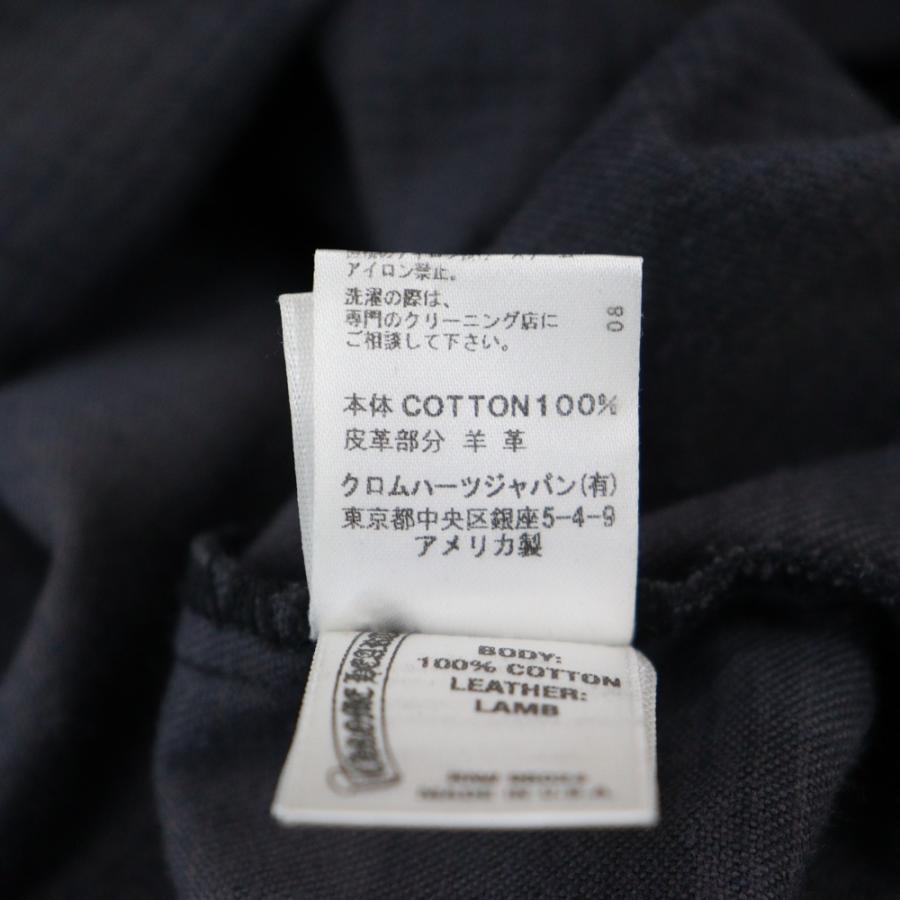 アイロン禁止。
洗濯の際は、
専門のクリーニング店に
ご相談して下さい。
08
本体 COTTON100%
皮革部分 羊 革
クロムハーツジャパン(有)
東京都中央区銀座5-4-9
アメリカ製
BODY:
100% COTTON
LEATHER:
LAMB
MADE IN U.S.A.